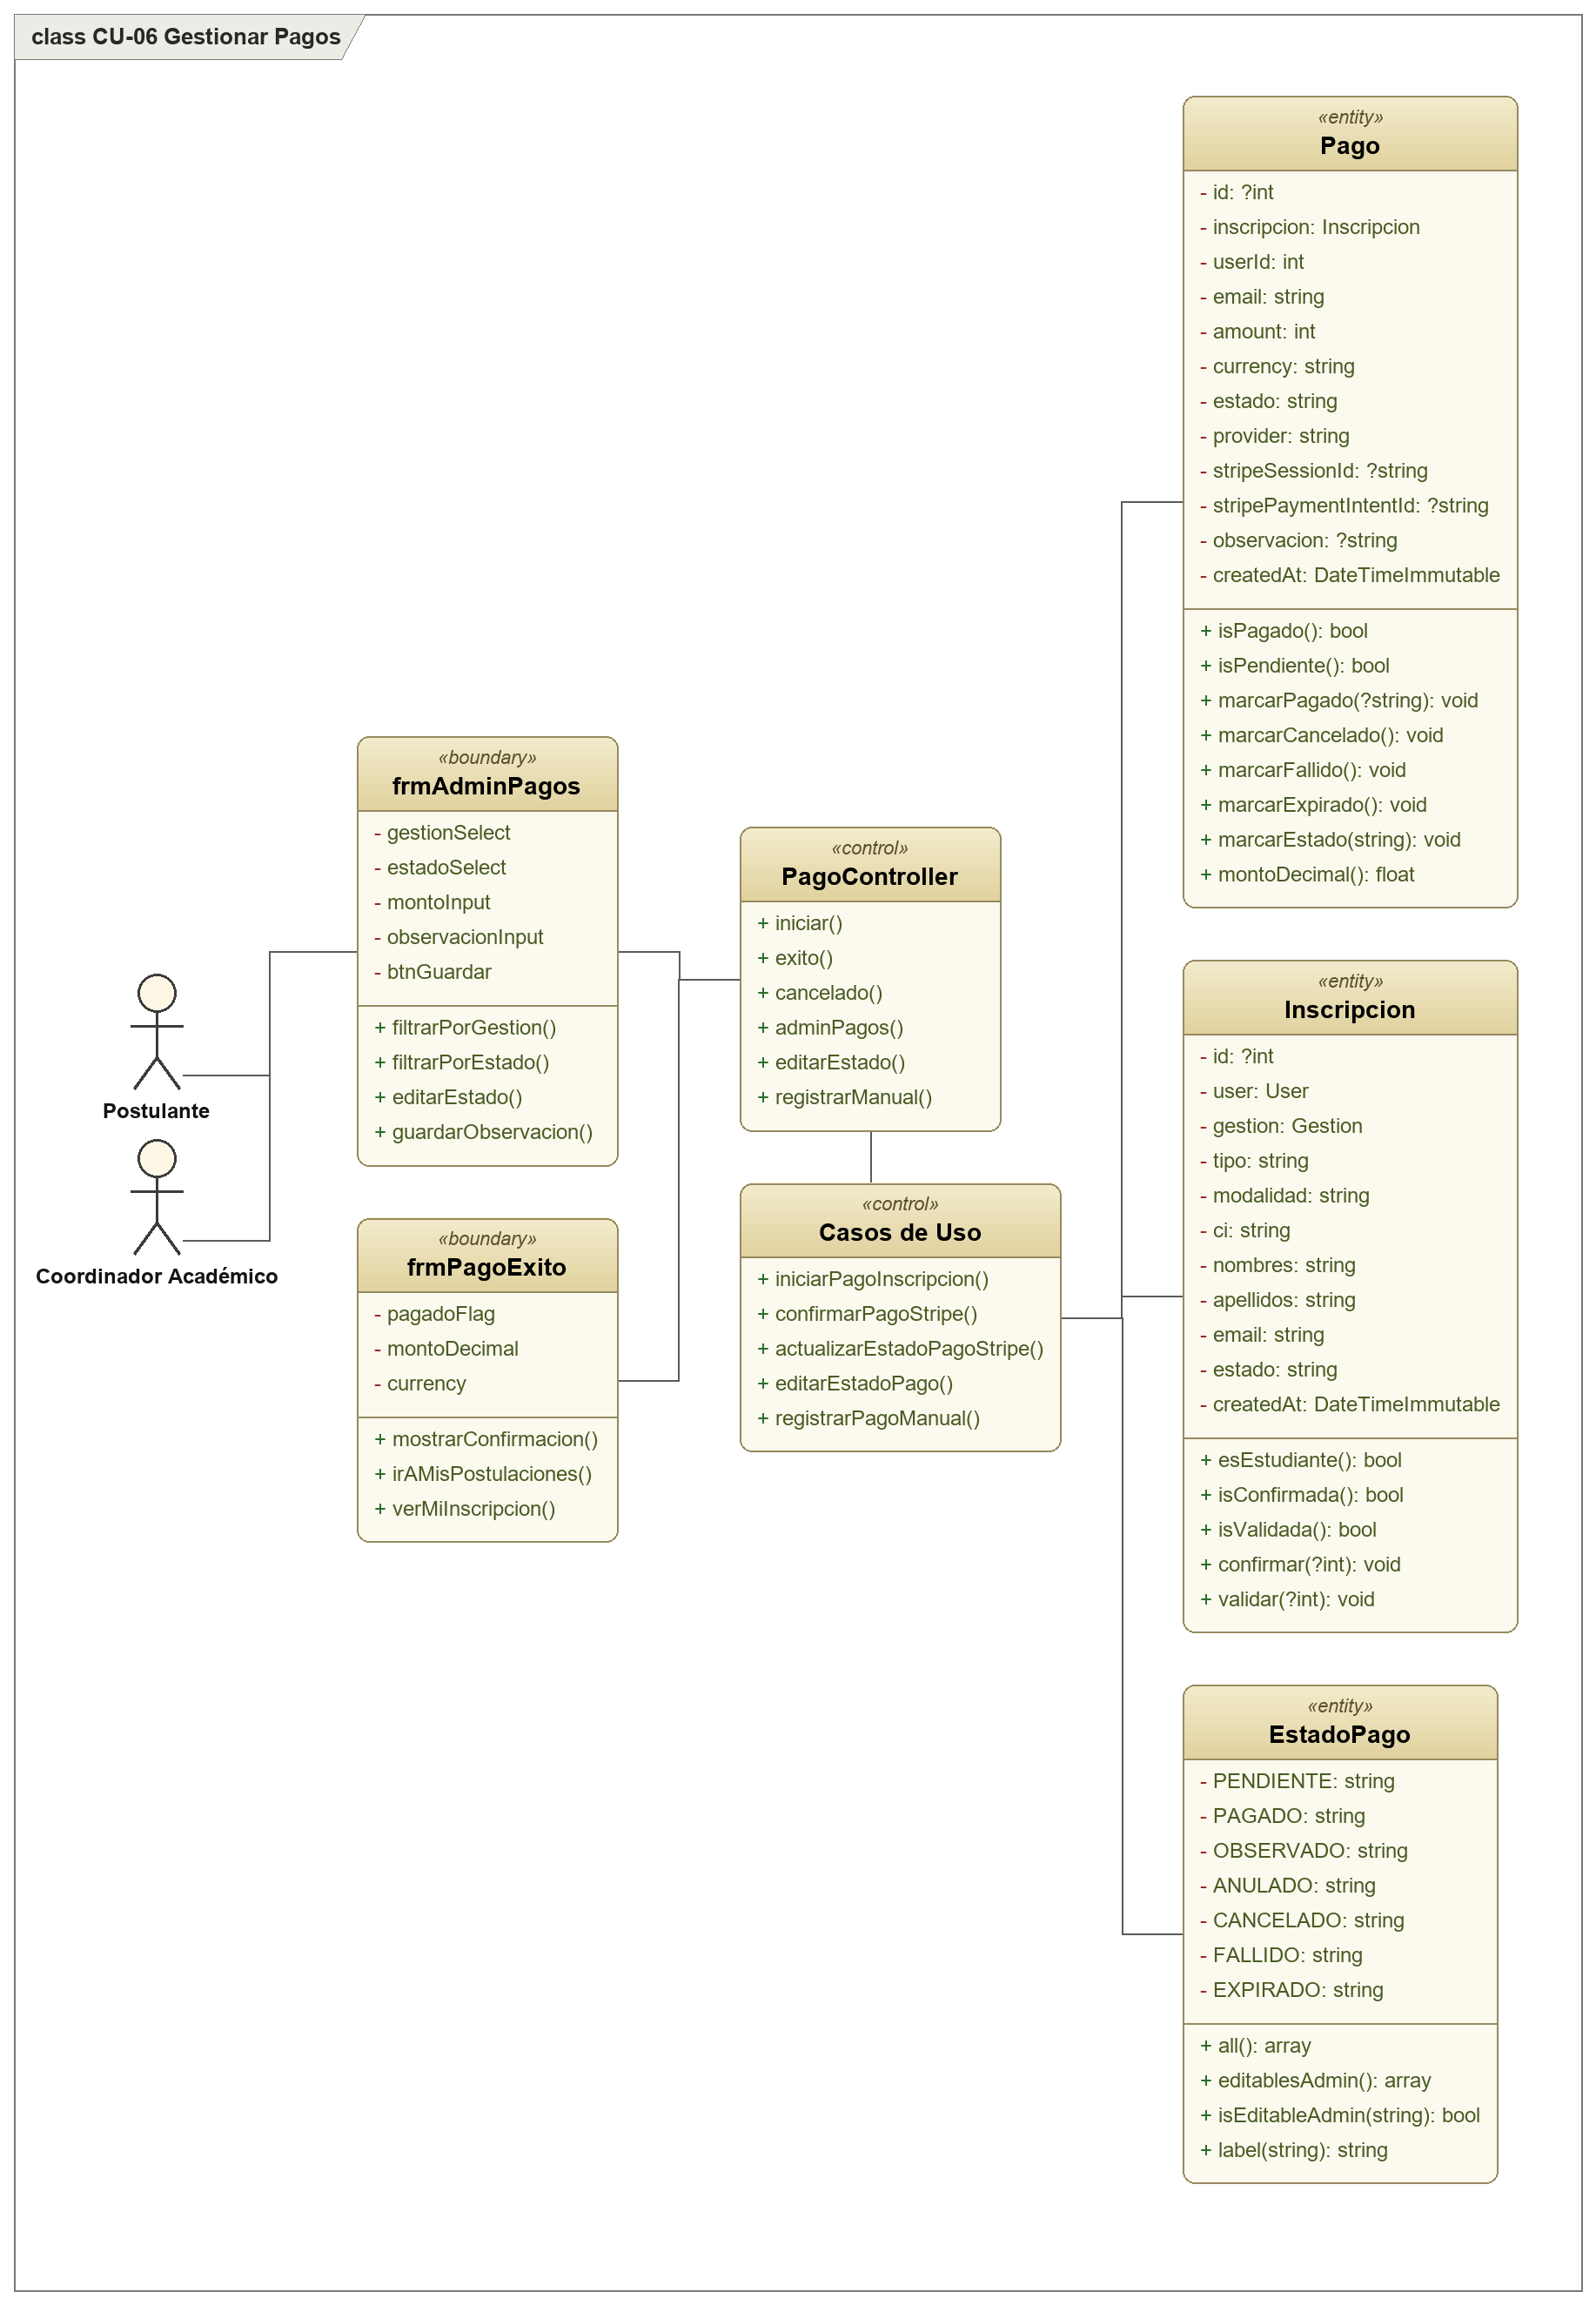 class CU-06 Gestionar Pagos
«entity»
Pago
- id: ?int
- inscripcion: Inscripcion
- userId: int
- email: string
- amount: int
- currency: string
- estado: string
- provider: string
- stripeSessionId: ?string
- stripePaymentIntentId: ?string
- observacion: ?string
- createdAt: DateTimeImmutable
+ isPagado(): bool
+ isPendiente(): bool
+ marcarPagado(?string): void
+ marcarCancelado(): void
+ marcarFallido(): void
+ marcarExpirado(): void
+ marcarEstado(string): void
+ montoDecimal(): float
«boundary»
frmAdminPagos
- gestionSelect
- estadoSelect
- montoInput
- observacionInput
- btnGuardar
+ filtrarPorGestion()
+ filtrarPorEstado()
+ editarEstado()
+ guardarObservacion()
«control»
PagoController
+ iniciar()
+ exito()
+ cancelado()
+ adminPagos()
+ editarEstado()
+ registrarManual()
Postulante
Coordinador Académico
«boundary»
frmPagoExito
- pagadoFlag
- montoDecimal
- currency
+ mostrarConfirmacion()
+ irAMisPostulaciones()
+ verMiInscripcion()
«control»
Casos de Uso
+ iniciarPagoInscripcion()
+ confirmarPagoStripe()
+ actualizarEstadoPagoStripe()
+ editarEstadoPago()
+ registrarPagoManual()
«entity»
Inscripcion
- id: ?int
- user: User
- gestion: Gestion
- tipo: string
- modalidad: string
- ci: string
- nombres: string
- apellidos: string
- email: string
- estado: string
- createdAt: DateTimeImmutable
+ esEstudiante(): bool
+ isConfirmada(): bool
+ isValidada(): bool
+ confirmar(?int): void
+ validar(?int): void
«entity»
EstadoPago
- PENDIENTE: string
- PAGADO: string
- OBSERVADO: string
- ANULADO: string
- CANCELADO: string
- FALLIDO: string
- EXPIRADO: string
+ all(): array
+ editablesAdmin(): array
+ isEditableAdmin(string): bool
+ label(string): string